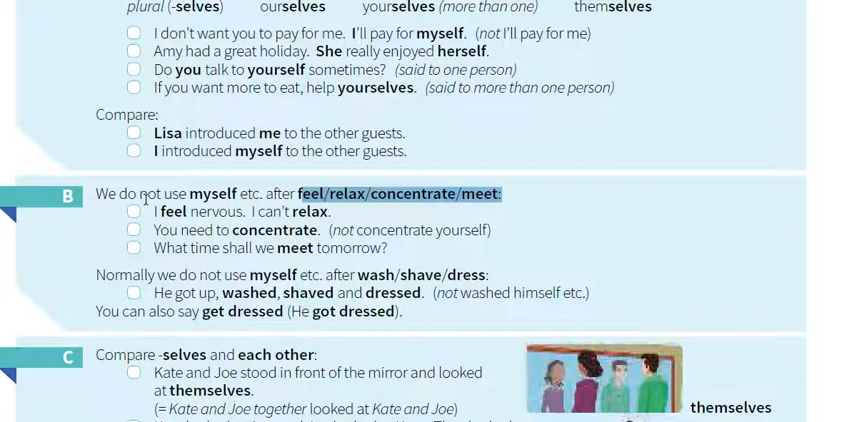 plural (-selves) ourselves yourselves (more than one) themselves
I don't want you to pay for me. I'll pay for myself. (not I'll pay for me)
Amy had a great holiday. She really enjoyed herself.
Do you talk to yourself sometimes? (said to one person)
If you want more to eat, help yourselves. (said to more than one person)
Compare:
Lisa introduced me to the other guests.
I introduced myself to the other guests.
B We do not use myself etc. after feel/relax/concentrate/meet:
I feel nervous. I can't relax.
You need to concentrate. (not concentrate yourself)
What time shall we meet tomorrow?
Normally we do not use myself etc. after wash/shave/dress:
He got up, washed, shaved and dressed. (not washed himself etc.)
You can also say get dressed (He got dressed).
C Compare -selves and each other:
Kate and Joe stood in front of the mirror and looked
at themselves.
(= Kate and Joe together looked at Kate and Joe)
themselves